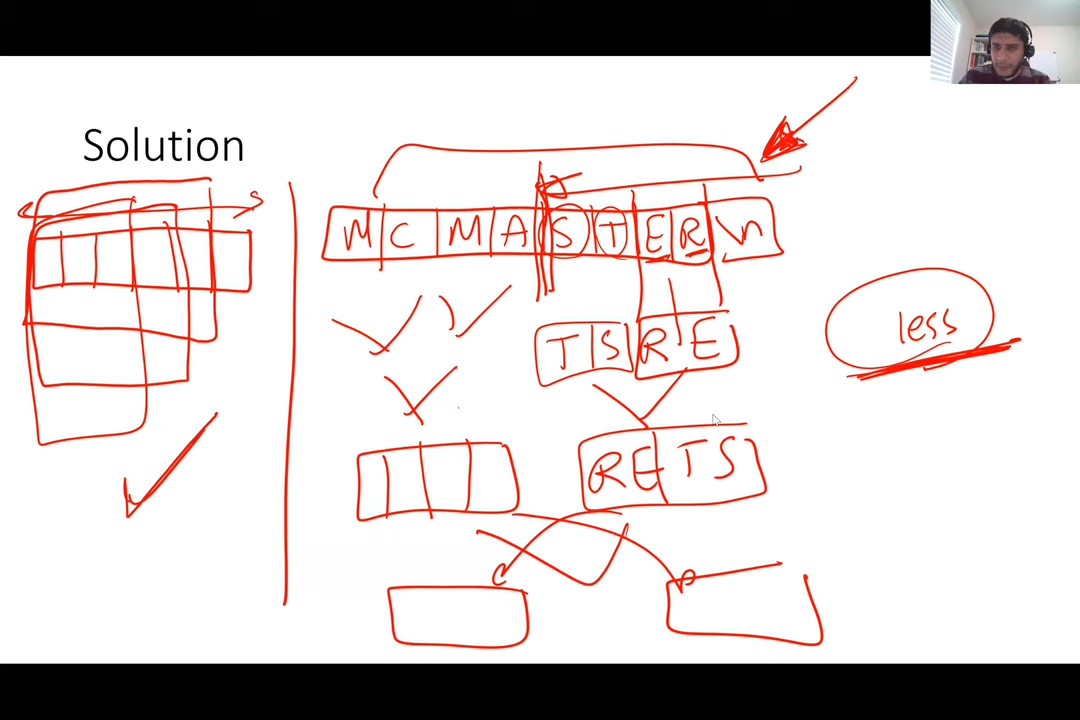 Solution
M C M A S T E R \n
T S R E
less
R E T S